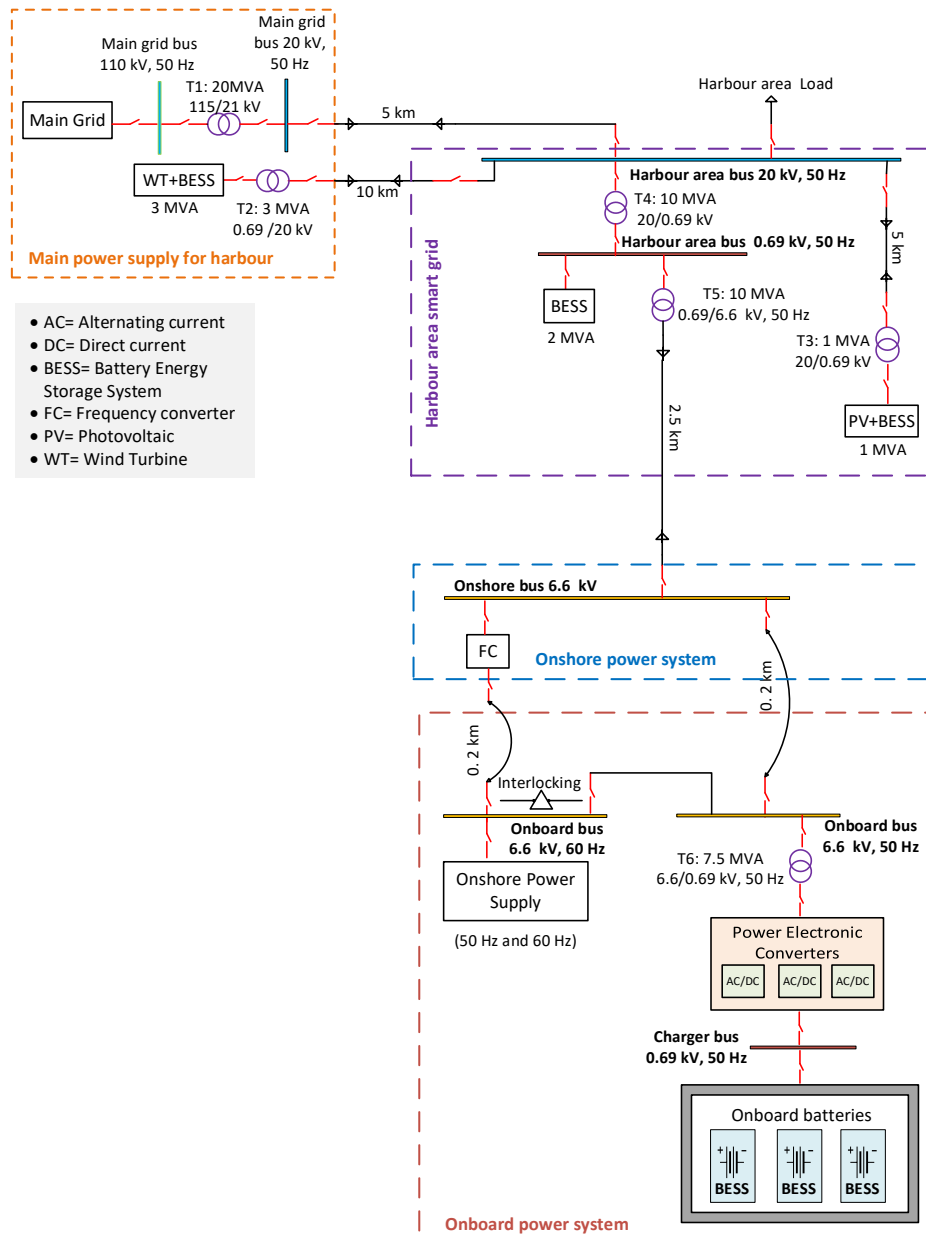 Main grid bus
110 kV, 50 Hz
Main grid
bus 20 kV,
50 Hz
T1: 20MVA
115/21 kV
Main Grid
5 km
WT+BESS
3 MVA
T2: 3 MVA
0.69 /20 kV
10 km
Main power supply for harbour
Harbour area  Load
Harbour area bus 20 kV, 50 Hz
T4: 10 MVA
20/0.69 kV
Harbour area bus  0.69 kV, 50 Hz
BESS
2 MVA
T5: 10 MVA
0.69/6.6  kV, 50 Hz
5 km
T3: 1 MVA
20/0.69 kV
PV+BESS
1 MVA
Harbour area smart grid
2.5 km
• AC= Alternating current
• DC= Direct current
• BESS= Battery Energy
Storage System
• FC= Frequency converter
• PV= Photovoltaic
• WT= Wind Turbine
Onshore bus 6.6  kV
FC
Onshore power system
0. 2 km
0. 2 km
Interlocking
Onboard bus
6.6  kV, 60 Hz
Onboard bus
6.6  kV, 50 Hz
Onshore Power
Supply
(50 Hz and 60 Hz)
T6: 7.5 MVA
6.6/0.69 kV, 50 Hz
Power Electronic
Converters
AC/DC
AC/DC
AC/DC
Charger bus
0.69 kV, 50 Hz
Onboard batteries
+ −
+ −
+ −
BESS
BESS
BESS
Onboard power system